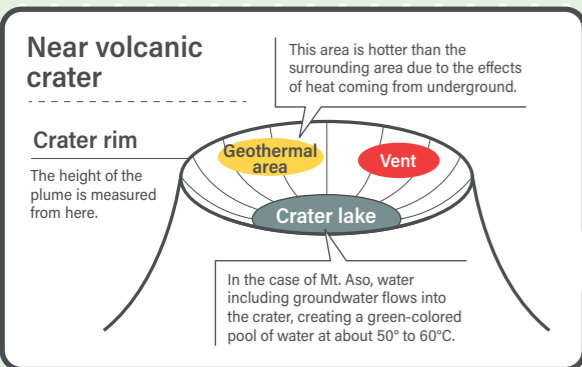 Near volcanic
crater
This area is hotter than the
surrounding area due to the effects
of heat coming from underground.
Crater rim
The height of the
plume is measured
from here.
Geothermal
area
Vent
Crater lake
In the case of Mt. Aso, water
including groundwater flows into
the crater, creating a green-colored
pool of water at about 50° to 60°C.